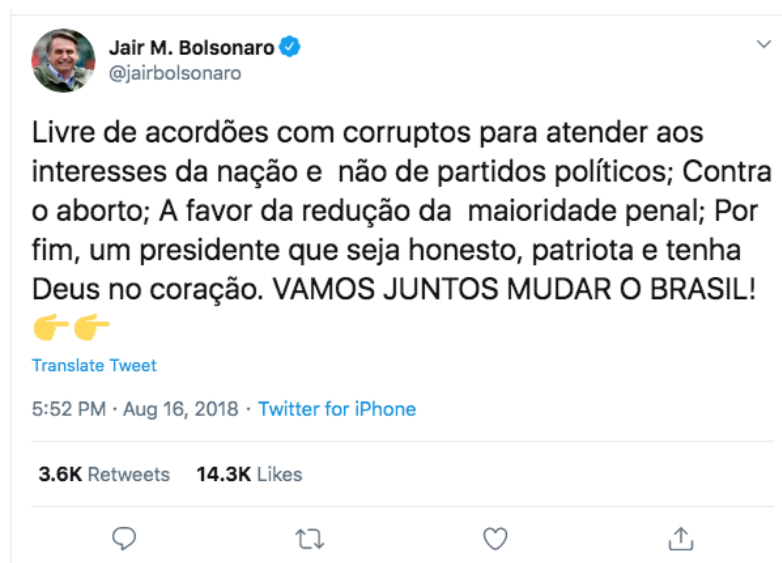 Jair M. Bolsonaro
@jairbolsonaro
Livre de acordões com corruptos para atender aos
interesses da nação e  não de partidos políticos; Contra
o aborto; A favor da redução da  maioridade penal; Por
fim, um presidente que seja honesto, patriota e tenha
Deus no coração. VAMOS JUNTOS MUDAR O BRASIL!
👉👉
Translate Tweet
5:52 PM · Aug 16, 2018 · Twitter for iPhone
3.6K Retweets 14.3K Likes